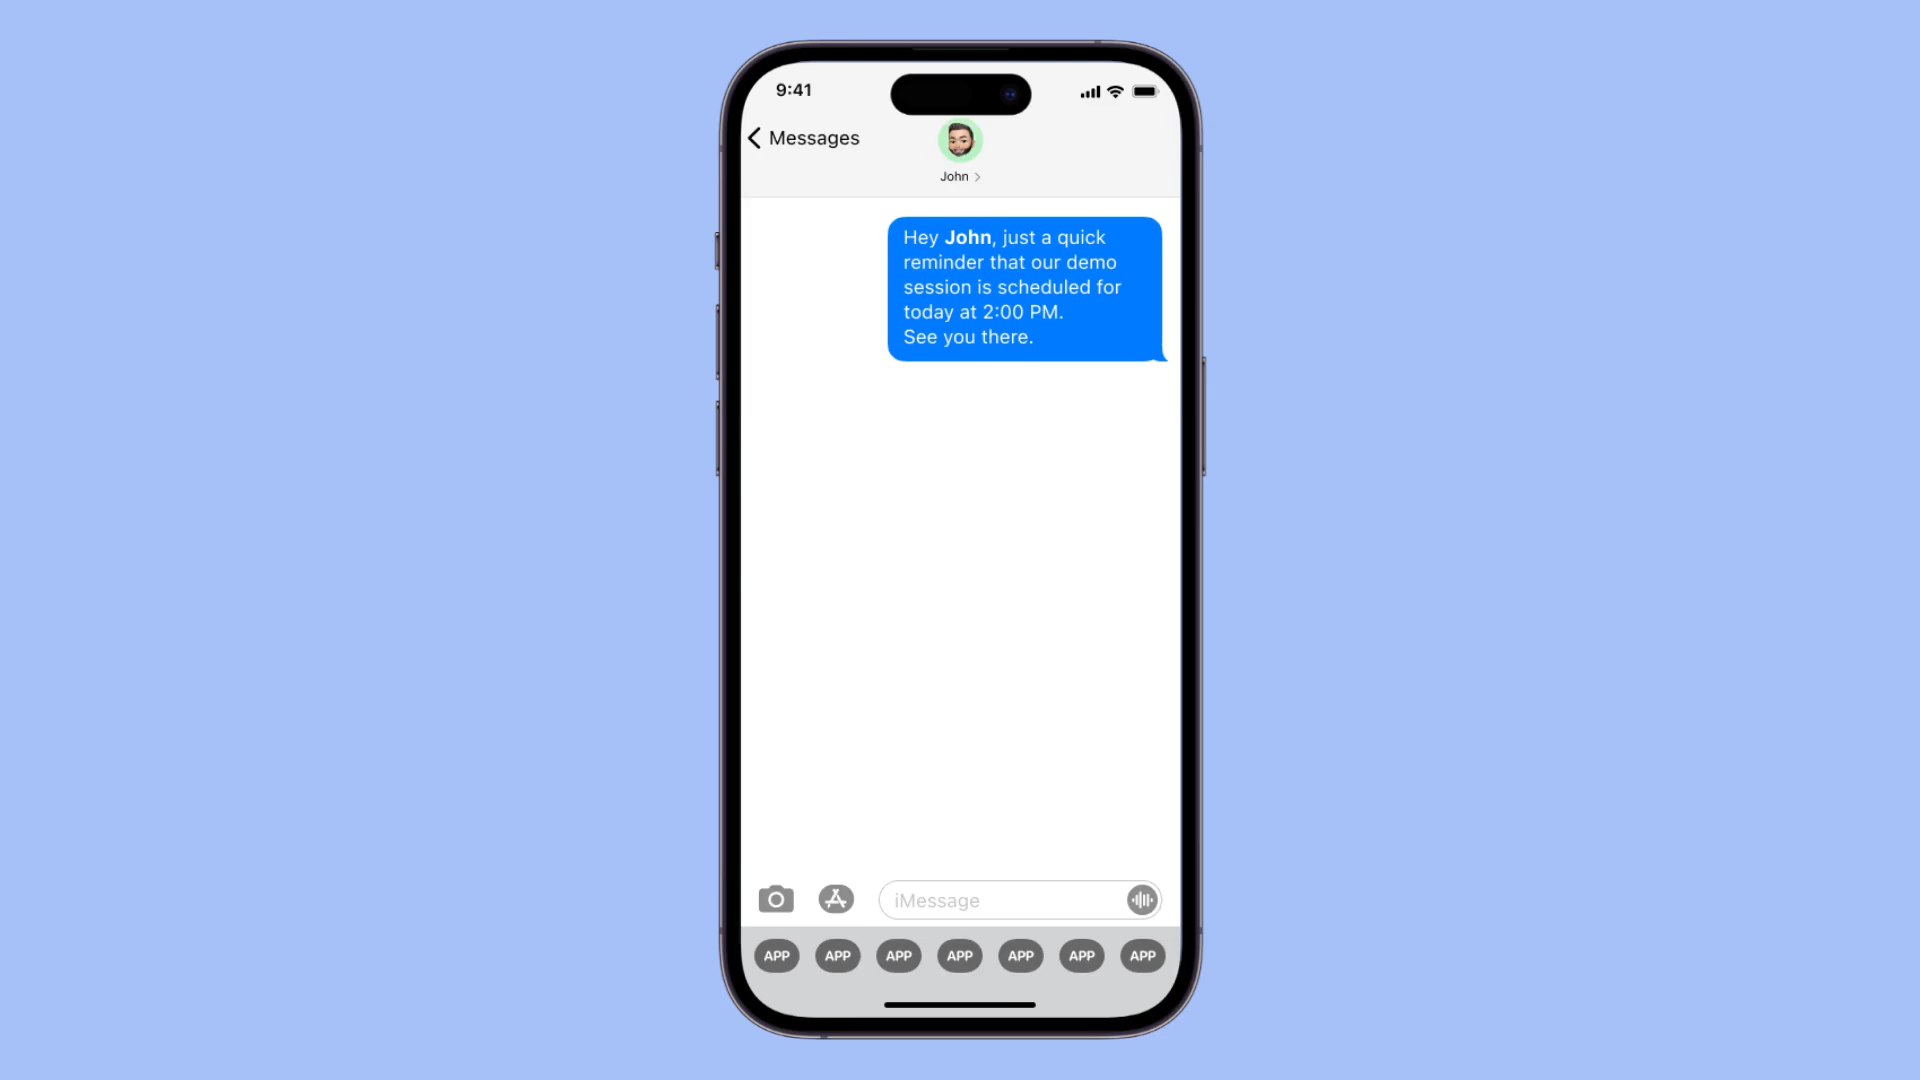 9:41
Messages
John
Hey John, just a quick
reminder that our demo
session is scheduled for
today at 2:00 PM.
See you there.
iMessage
APP APP APP APP APP APP APP